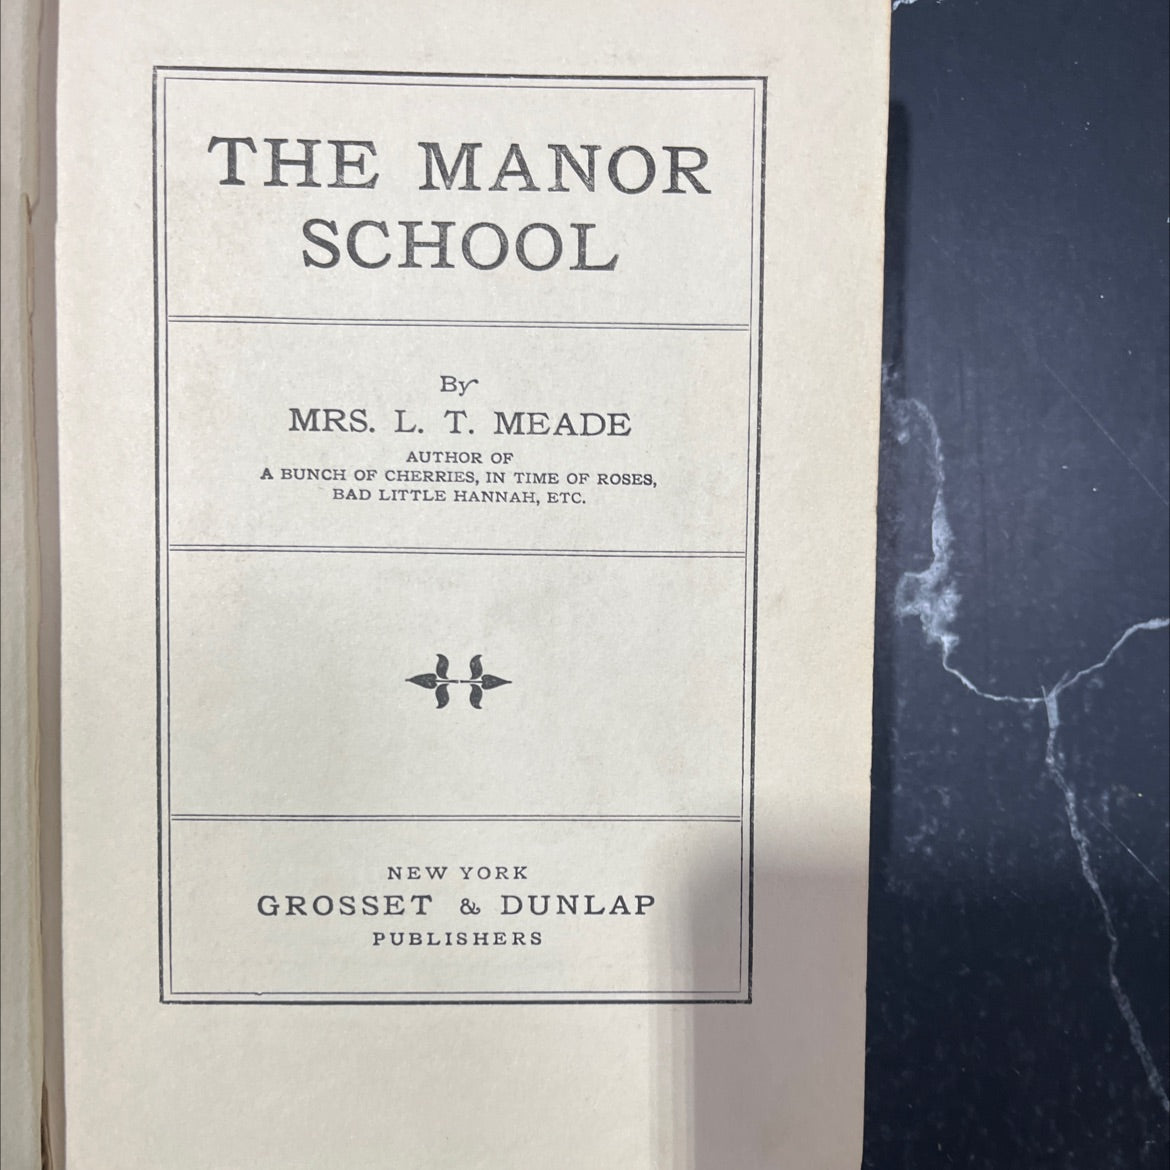 THE MANOR
SCHOOL
By
MRS. L. T. MEADE
AUTHOR OF
A BUNCH OF CHERRIES, IN TIME OF ROSES,
BAD LITTLE HANNAH, ETC.
NEW YORK
GROSSET & DUNLAP
PUBLISHERS